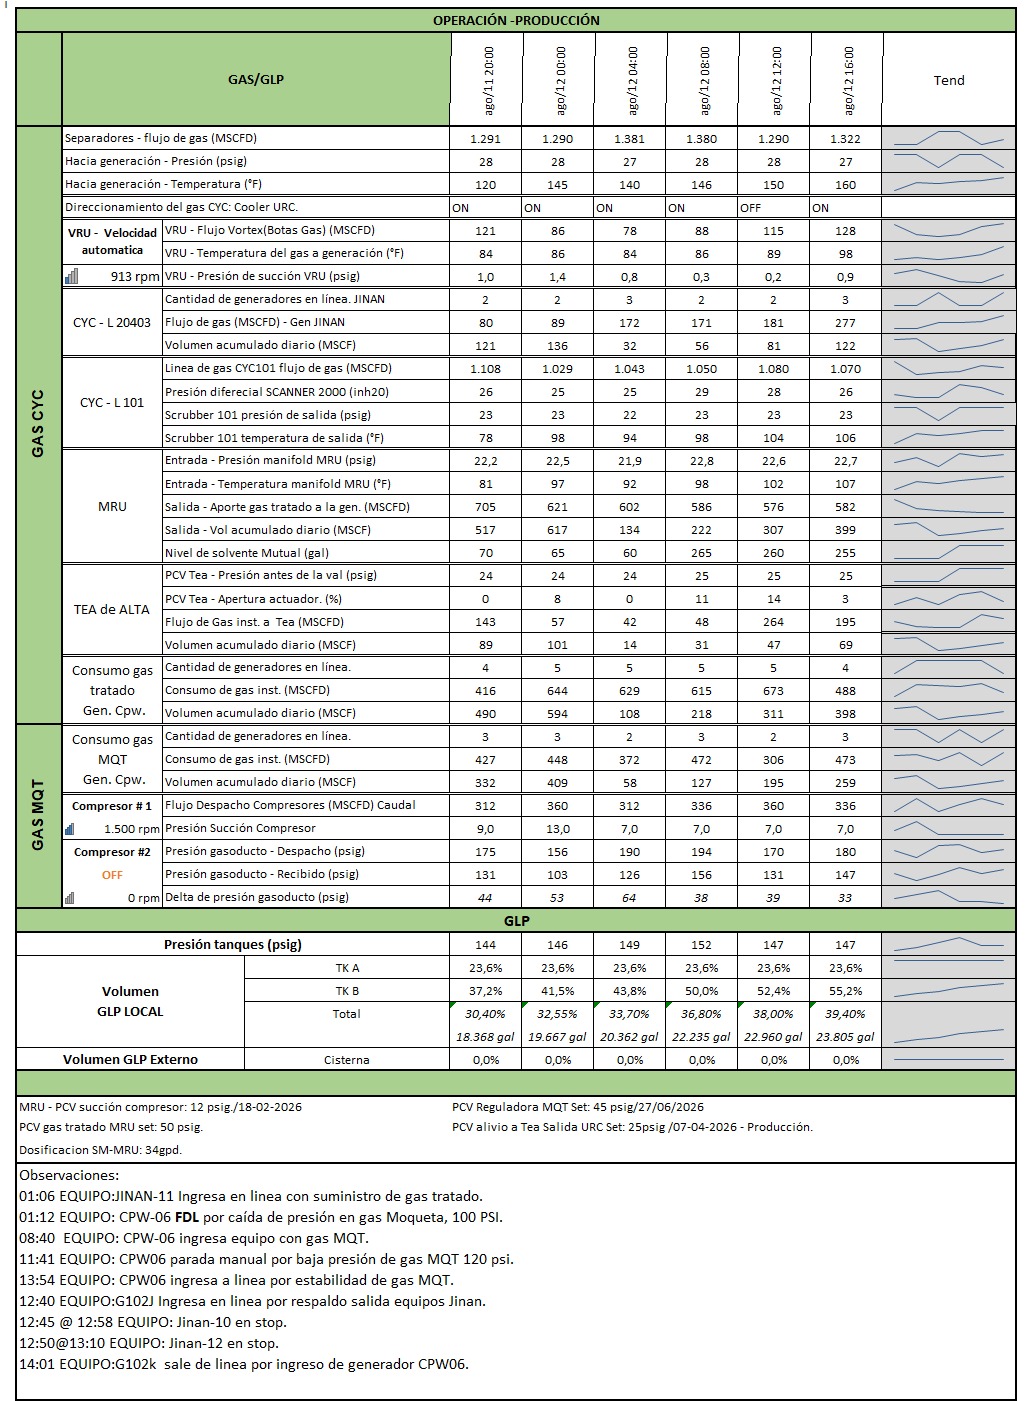 OPERACIÓN -PRODUCCIÓN
GAS/GLP ago/11 20:00 ago/12 00:00 ago/12 04:00 ago/12 08:00 ago/12 12:00 ago/12 16:00 Tend
GAS CYC
Separadores - flujo de gas (MSCFD) 1.291 1.290 1.381 1.380 1.290 1.322
Hacia generación - Presión (psig) 28 28 27 28 28 27
Hacia generación - Temperatura (°F) 120 145 140 146 150 160
Direccionamiento del gas CYC: Cooler URC. ON ON ON ON OFF ON
VRU - Velocidad automatica
913 rpm
VRU - Flujo Vortex(Botas Gas) (MSCFD) 121 86 78 88 115 128
VRU - Temperatura del gas a generación (°F) 84 86 84 86 89 98
VRU - Presión de succión VRU (psig) 1,0 1,4 0,8 0,3 0,2 0,9
CYC - L 20403
Cantidad de generadores en línea. JINAN 2 2 3 2 2 3
Flujo de gas (MSCFD) - Gen JINAN 80 89 172 171 181 277
Volumen acumulado diario (MSCF) 121 136 32 56 81 122
CYC - L 101
Linea de gas CYC101 flujo de gas (MSCFD) 1.108 1.029 1.043 1.050 1.080 1.070
Presión diferecial SCANNER 2000 (inh20) 26 25 25 29 28 26
Scrubber 101 presión de salida (psig) 23 23 22 23 23 23
Scrubber 101 temperatura de salida (°F) 78 98 94 98 104 106
MRU
Entrada - Presión manifold MRU (psig) 22,2 22,5 21,9 22,8 22,6 22,7
Entrada - Temperatura manifold MRU (°F) 81 97 92 98 102 107
Salida - Aporte gas tratado a la gen. (MSCFD) 705 621 602 586 576 582
Salida - Vol acumulado diario (MSCF) 517 617 134 222 307 399
Nivel de solvente Mutual (gal) 70 65 60 265 260 255
TEA de ALTA
PCV Tea - Presión antes de la val (psig) 24 24 24 25 25 25
PCV Tea - Apertura actuador. (%) 0 8 0 11 14 3
Flujo de Gas inst. a Tea (MSCFD) 143 57 42 48 264 195
Volumen acumulado diario (MSCF) 89 101 14 31 47 69
Consumo gas tratado Gen. Cpw.
Cantidad de generadores en línea. 4 5 5 5 5 4
Consumo de gas inst. (MSCFD) 416 644 629 615 673 488
Volumen acumulado diario (MSCF) 490 594 108 218 311 398
GAS MQT
Consumo gas MQT Gen. Cpw.
Cantidad de generadores en línea. 3 3 2 3 2 3
Consumo de gas inst. (MSCFD) 427 448 372 472 306 473
Volumen acumulado diario (MSCF) 332 409 58 127 195 259
Compresor # 1
1.500 rpm
Flujo Despacho Compresores (MSCFD) Caudal 312 360 312 336 360 336
Presión Succión Compresor 9,0 13,0 7,0 7,0 7,0 7,0
Compresor #2
OFF
0 rpm
Presión gasoducto - Despacho (psig) 175 156 190 194 170 180
Presión gasoducto - Recibido (psig) 131 103 126 156 131 147
Delta de presión gasoducto (psig) 44 53 64 38 39 33
GLP
Presión tanques (psig) 144 146 149 152 147 147
Volumen
GLP LOCAL
TK A 23,6% 23,6% 23,6% 23,6% 23,6% 23,6%
TK B 37,2% 41,5% 43,8% 50,0% 52,4% 55,2%
Total 30,40% 32,55% 33,70% 36,80% 38,00% 39,40%
18.368 gal 19.667 gal 20.362 gal 22.235 gal 22.960 gal 23.805 gal
Volumen GLP Externo Cisterna 0,0% 0,0% 0,0% 0,0% 0,0% 0,0%
MRU - PCV succión compresor: 12 psig./18-02-2026 PCV Reguladora MQT Set: 45 psig/27/06/2026
PCV gas tratado MRU set: 50 psig. PCV alivio a Tea Salida URC Set: 25psig /07-04-2026 - Producción.
Dosificacion SM-MRU: 34gpd.
Observaciones:
01:06 EQUIPO:JINAN-11 Ingresa en linea con suministro de gas tratado.
01:12 EQUIPO: CPW-06 FDL por caída de presión en gas Moqueta, 100 PSI.
08:40 EQUIPO: CPW-06 ingresa equipo con gas MQT.
11:41 EQUIPO: CPW06 parada manual por baja presión de gas MQT 120 psi.
13:54 EQUIPO: CPW06 ingresa a linea por estabilidad de gas MQT.
12:40 EQUIPO:G102J Ingresa en linea por respaldo salida equipos Jinan.
12:45 @ 12:58 EQUIPO: Jinan-10 en stop.
12:50@13:10 EQUIPO: Jinan-12 en stop.
14:01 EQUIPO:G102k sale de linea por ingreso de generador CPW06.